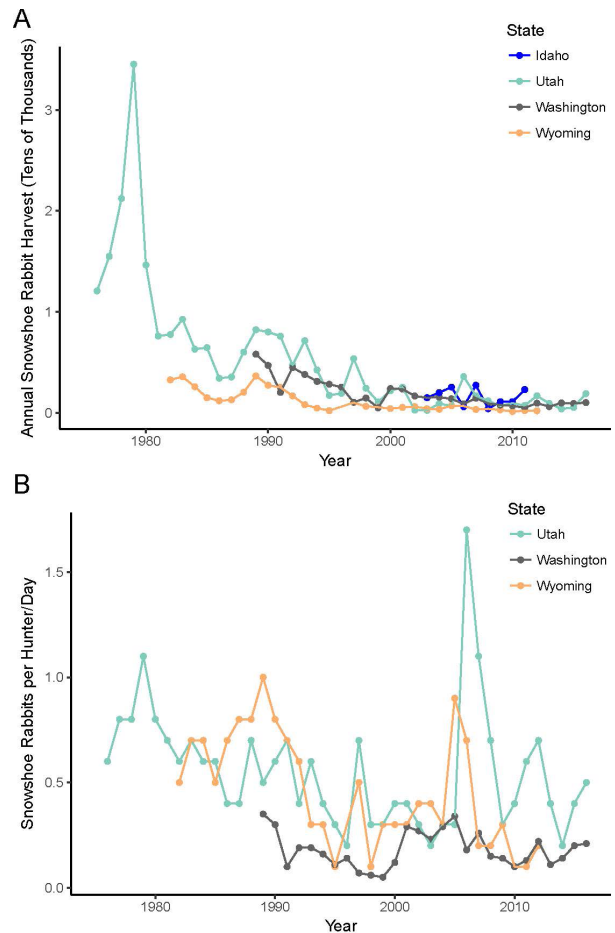 A
Annual Snowshoe Rabbit Harvest (Tens of Thousands)
State
Idaho
Utah
Washington
Wyoming
3
2
1
0
1980
1990
2000
2010
Year
B
Snowshoe Rabbits per Hunter/Day
State
Utah
Washington
Wyoming
1.5
1.0
0.5
0.0
1980
1990
2000
2010
Year